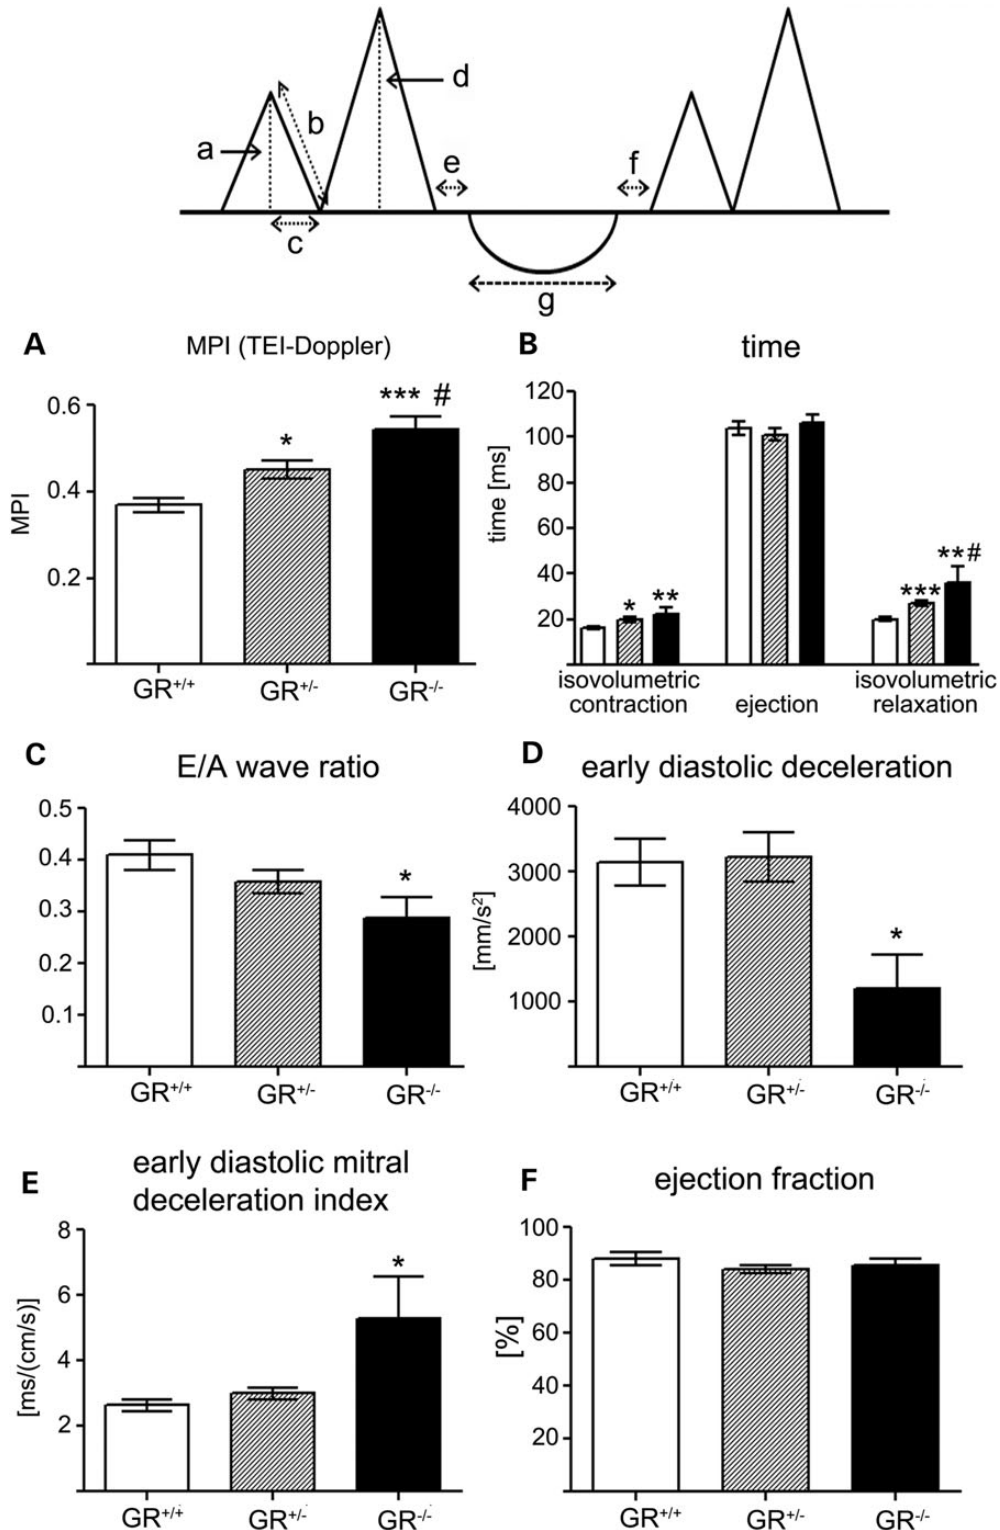 a
b
c
d
e
f
g
A
MPI (TEI-Doppler)
MPI
0.6
0.4
0.2
*
*** #
GR+/+
GR+/-
GR-/-
B
time
time [ms]
120
100
80
60
40
20
*
**
***
**#
isovolumetric
contraction
ejection
isovolumetric
relaxation
C
E/A wave ratio
0.5
0.4
0.3
0.2
0.1
*
GR+/+
GR+/-
GR-/-
D
early diastolic deceleration
[mm/s²]
4000
3000
2000
1000
*
GR+/+
GR+/-
GR-/-
E
early diastolic mitral
deceleration index
[ms/(cm/s)]
8
6
4
2
*
GR+/+
GR+/-
GR-/-
F
ejection fraction
[%]
100
80
60
40
20
GR+/+
GR+/-
GR-/-